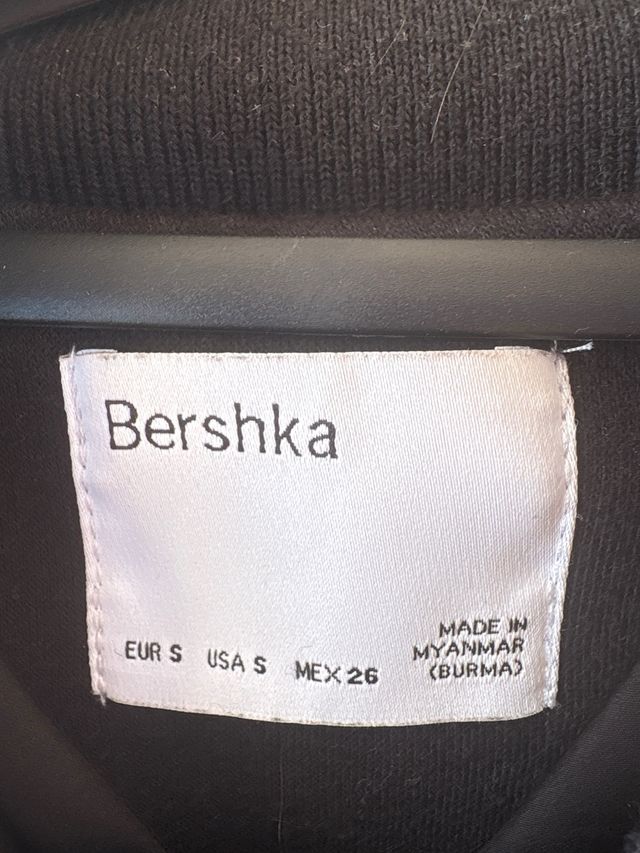 Bershka
EUR S USA S MEX 26
MADE IN
MYANMAR
(BURMA)